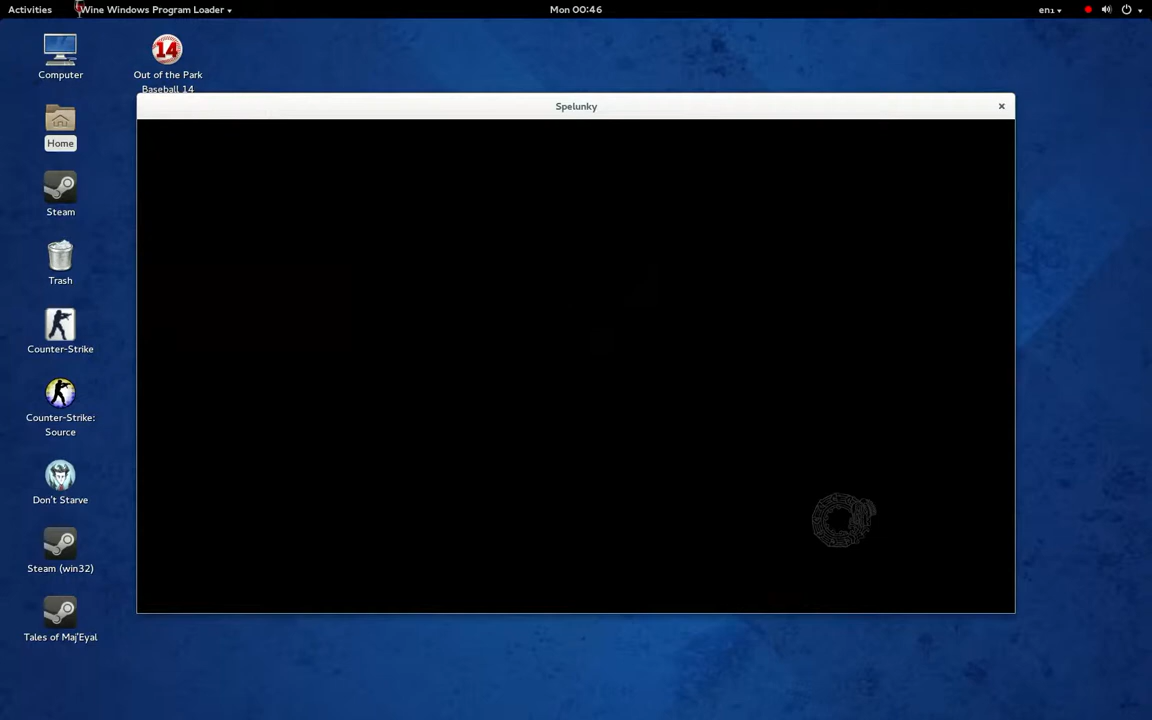 Activities
Wine Windows Program Loader
Mon 00:46
en₁
Computer
14
Out of the Park
Baseball 14
Spelunky
Home
Steam
Trash
Counter-Strike
Counter-Strike:
Source
Don't Starve
Steam (win32)
Tales of Maj'Eyal